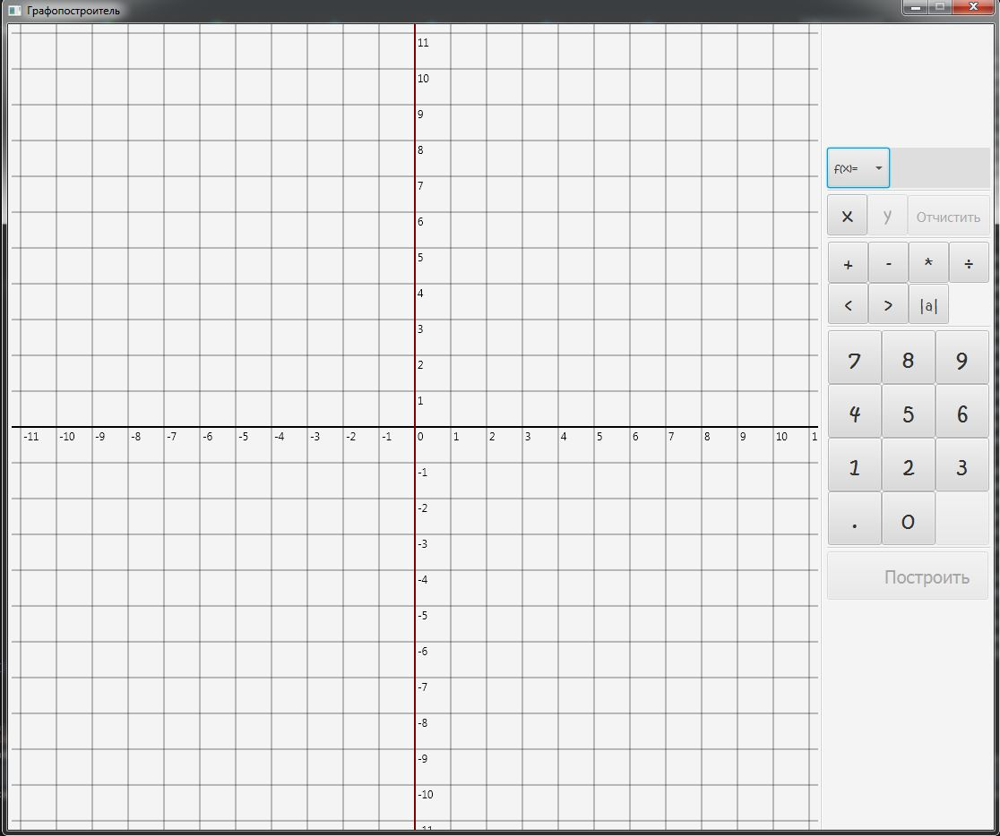 Графопостроитель
11
10
9
8
7
6
5
4
3
2
1
-11 -10 -9 -8 -7 -6 -5 -4 -3 -2 -1 0 1 2 3 4 5 6 7 8 9 10 1
-1
-2
-3
-4
-5
-6
-7
-8
-9
-10
-11
f(x)=
x y Отчистить
+ - * ÷
< > |a|
7 8 9
4 5 6
1 2 3
. 0
Построить